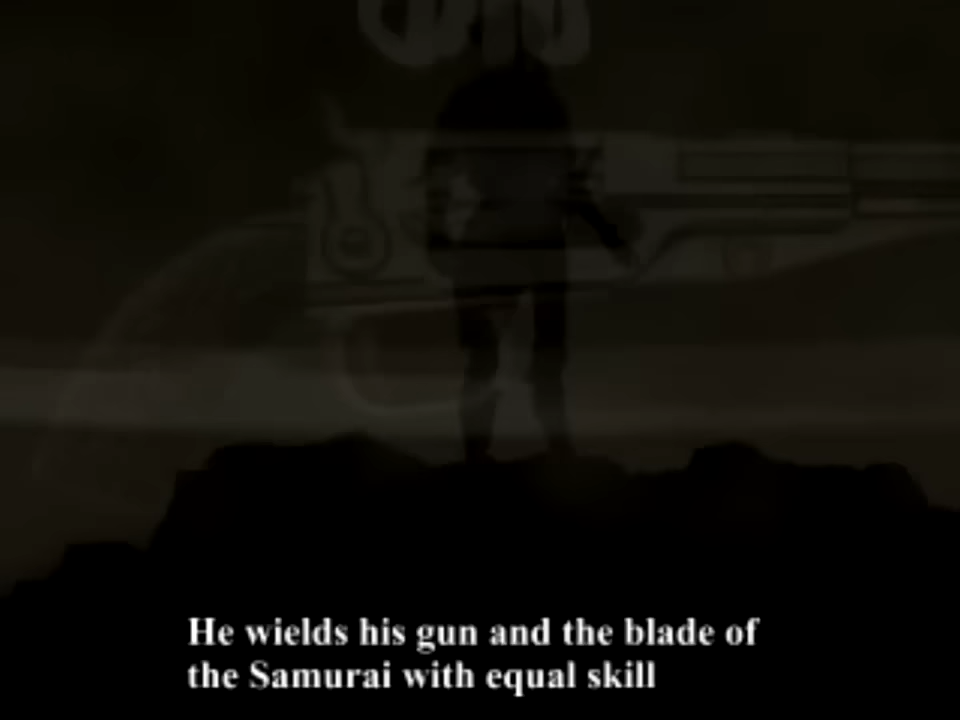 He wields his gun and the blade of
the Samurai with equal skill